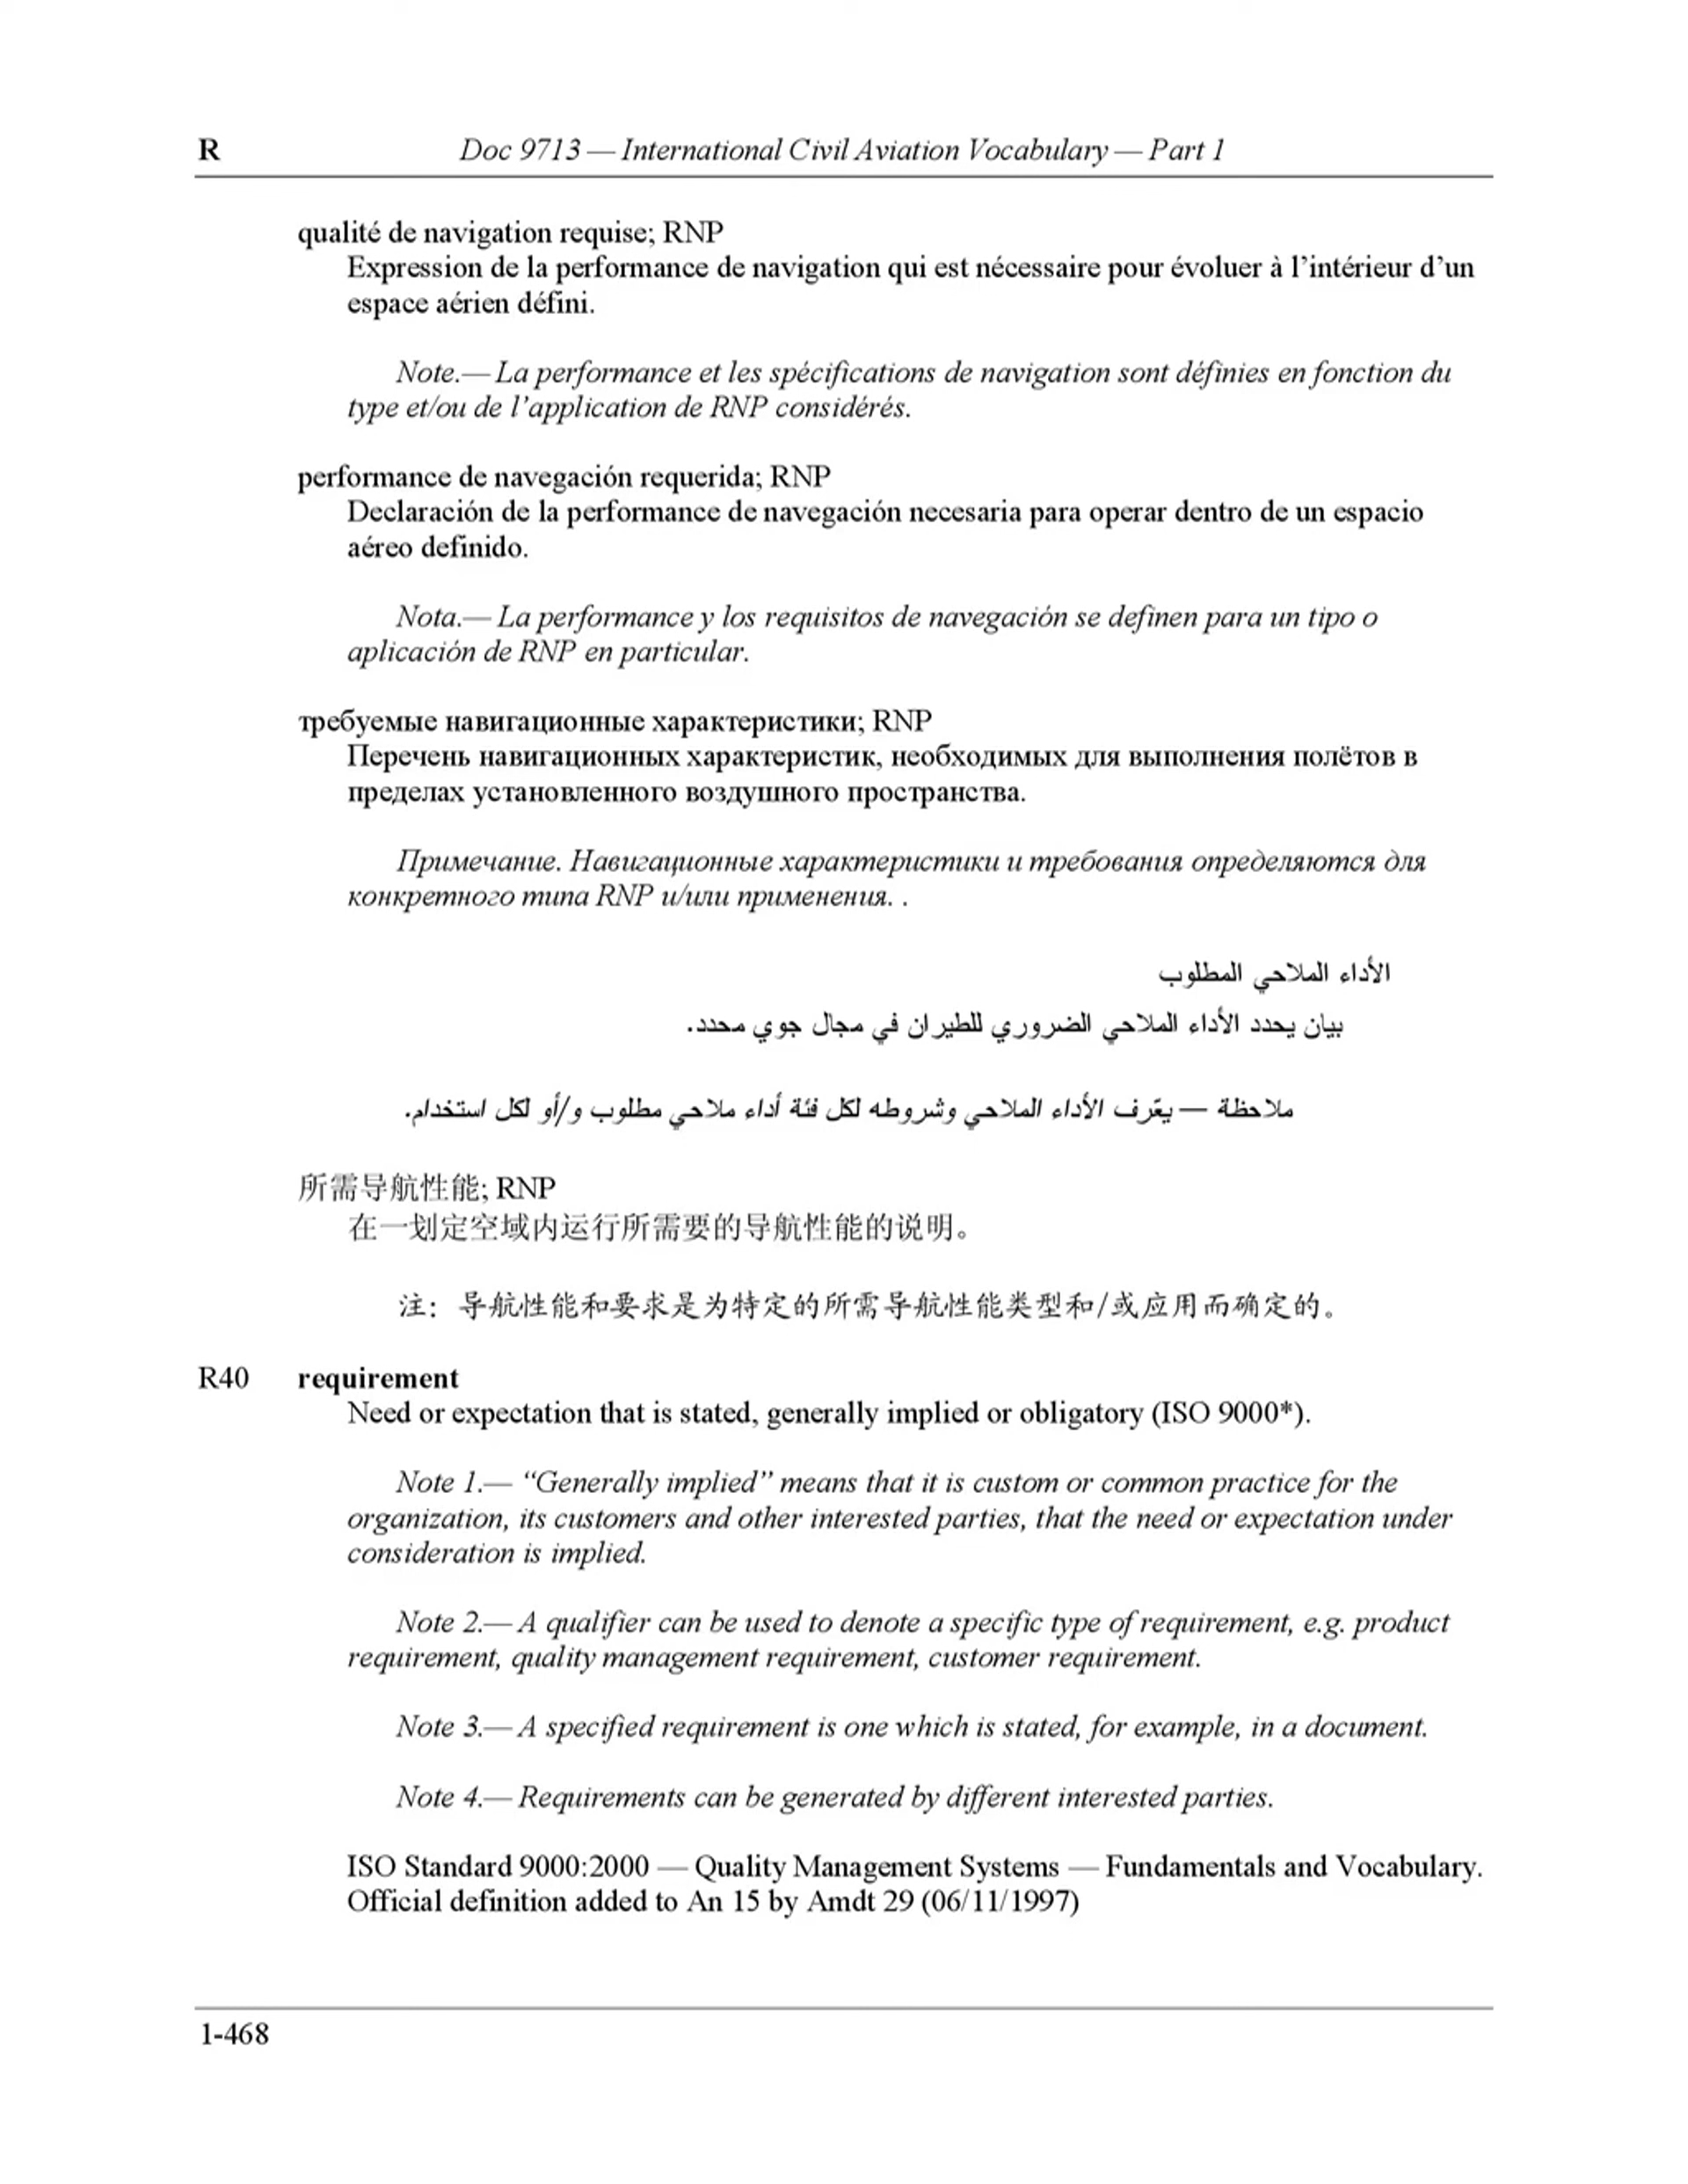 R Doc 9713 — International Civil Aviation Vocabulary — Part 1
qualité de navigation requise; RNP
Expression de la performance de navigation qui est nécessaire pour évoluer à l’intérieur d’un
espace aérien défini.
Note.— La performance et les spécifications de navigation sont définies en fonction du
type et/ou de l’application de RNP considérés.
performance de navegación requerida; RNP
Declaración de la performance de navegación necesaria para operar dentro de un espacio
aéreo definido.
Nota.— La performance y los requisitos de navegación se definen para un tipo o
aplicación de RNP en particular.
требуемые навигационные характеристики; RNP
Перечень навигационных характеристик, необходимых для выполнения полётов в
пределах установленного воздушного пространства.
Примечание. Навигационные характеристики и требования определяются для
конкретного типа RNP и/или применения. .
الأداء الملاحي المطلوب
بيان يحدد الأداء الملاحي الضروري للطيران في مجال جوي محدد.
ملاحظة — يعّرف الأداء الملاحي وشروطه لكل فئة أداء ملاحي مطلوب و/أو لكل استخدام.
所需导航性能; RNP
在一划定空域内运行所需要的导航性能的说明。
注：导航性能和要求是为特定的所需导航性能类型和/或应用而确定的。
R40 requirement
Need or expectation that is stated, generally implied or obligatory (ISO 9000*).
Note 1.— “Generally implied” means that it is custom or common practice for the
organization, its customers and other interested parties, that the need or expectation under
consideration is implied.
Note 2.— A qualifier can be used to denote a specific type of requirement, e.g. product
requirement, quality management requirement, customer requirement.
Note 3.— A specified requirement is one which is stated, for example, in a document.
Note 4.— Requirements can be generated by different interested parties.
ISO Standard 9000:2000 — Quality Management Systems — Fundamentals and Vocabulary.
Official definition added to An 15 by Amdt 29 (06/11/1997)
1-468